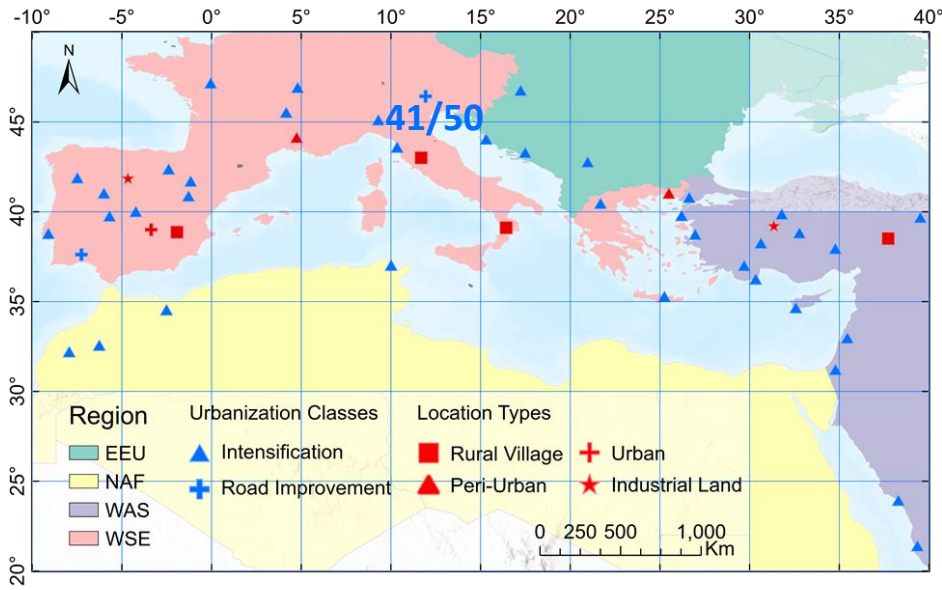 -10° -5° 0° 5° 10° 15° 20° 25° 30° 35° 40°
N
45°
41/50
40°
35°
30°
25°
20°
Region
EEU
NAF
WAS
WSE
Urbanization Classes
Intensification
Road Improvement
Location Types
Rural Village
Urban
Peri-Urban
Industrial Land
0 250 500 1,000
Km